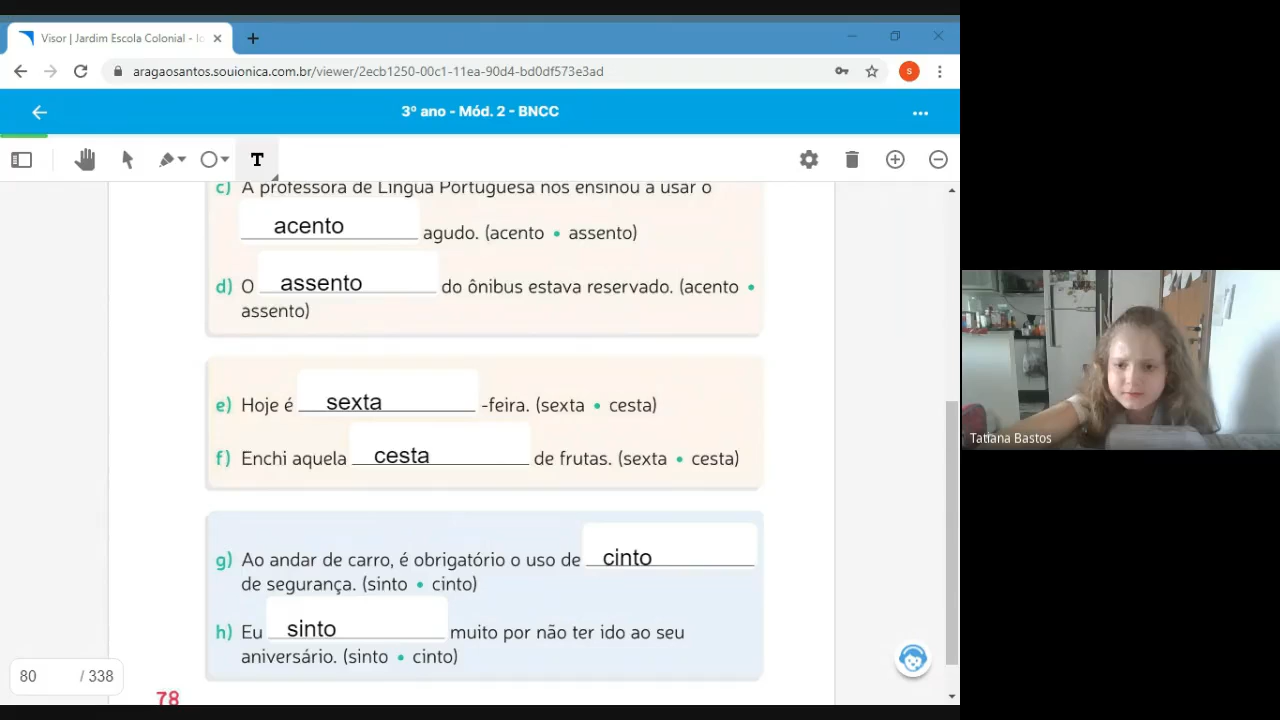 Visor | Jardim Escola Colonial - Io
aragaosantos.souionica.com.br/viewer/2ecb1250-00c1-11ea-90d4-bd0df573e3ad
S
3º ano - Mód. 2 - BNCC
T
c) A professora de Língua Portuguesa nos ensinou a usar o
acento agudo. (acento • assento)
d) O assento do ônibus estava reservado. (acento •
assento)
e) Hoje é sexta -feira. (sexta • cesta)
f) Enchi aquela cesta de frutas. (sexta • cesta)
g) Ao andar de carro, é obrigatório o uso de cinto
de segurança. (sinto • cinto)
h) Eu sinto muito por não ter ido ao seu
aniversário. (sinto • cinto)
80 / 338
78
Tatiana Bastos